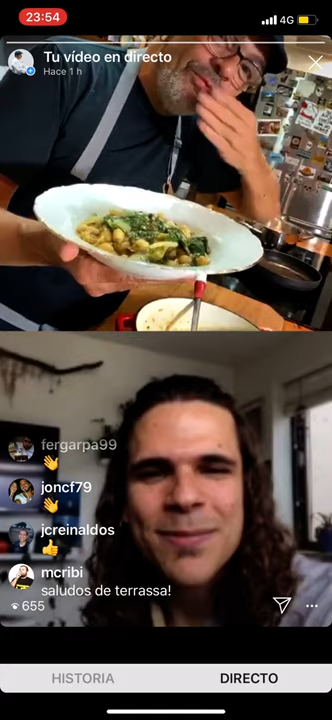 23:54
4G
Tu vídeo en directo
Hace 1 h
fergarpa99
joncf79
jcreinaldos
mcribi
saludos de terrassa!
655
HISTORIA
DIRECTO